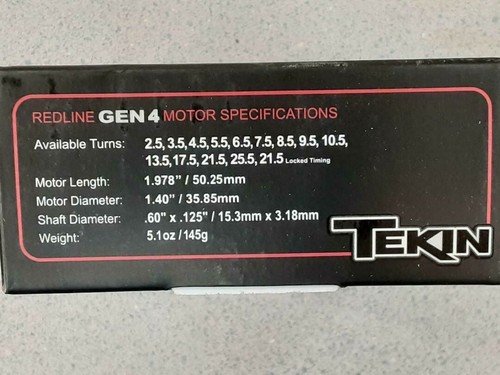 REDLINE GEN 4 MOTOR SPECIFICATIONS
Available Turns: 2.5, 3.5, 4.5, 5.5, 6.5, 7.5, 8.5, 9.5, 10.5,
13.5, 17.5, 21.5, 25.5, 21.5 Locked Timing
Motor Length: 1.978" / 50.25mm
Motor Diameter: 1.40" / 35.85mm
Shaft Diameter: .60" x .125" / 15.3mm x 3.18mm
Weight: 5.1oz / 145g
TEKIN